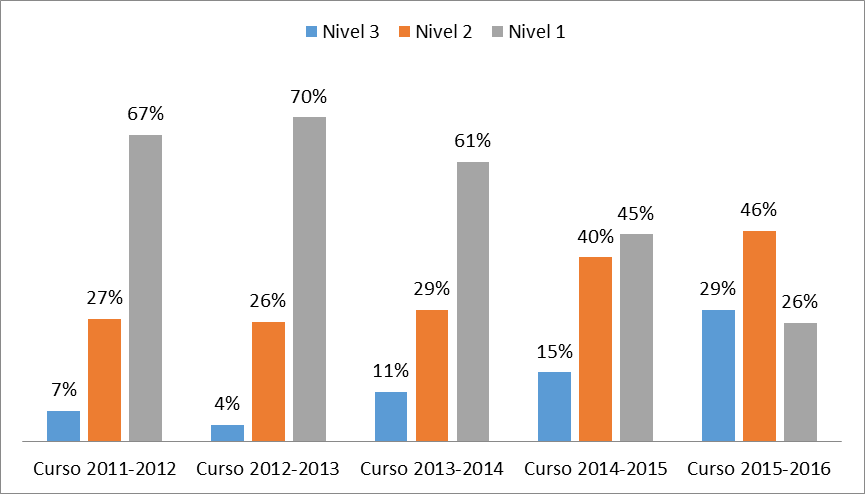 Nivel 3 Nivel 2 Nivel 1
67% 70% 61% 45% 46%
27% 26% 29% 40% 29% 26%
7% 4% 11% 15%
Curso 2011-2012 Curso 2012-2013 Curso 2013-2014 Curso 2014-2015 Curso 2015-2016